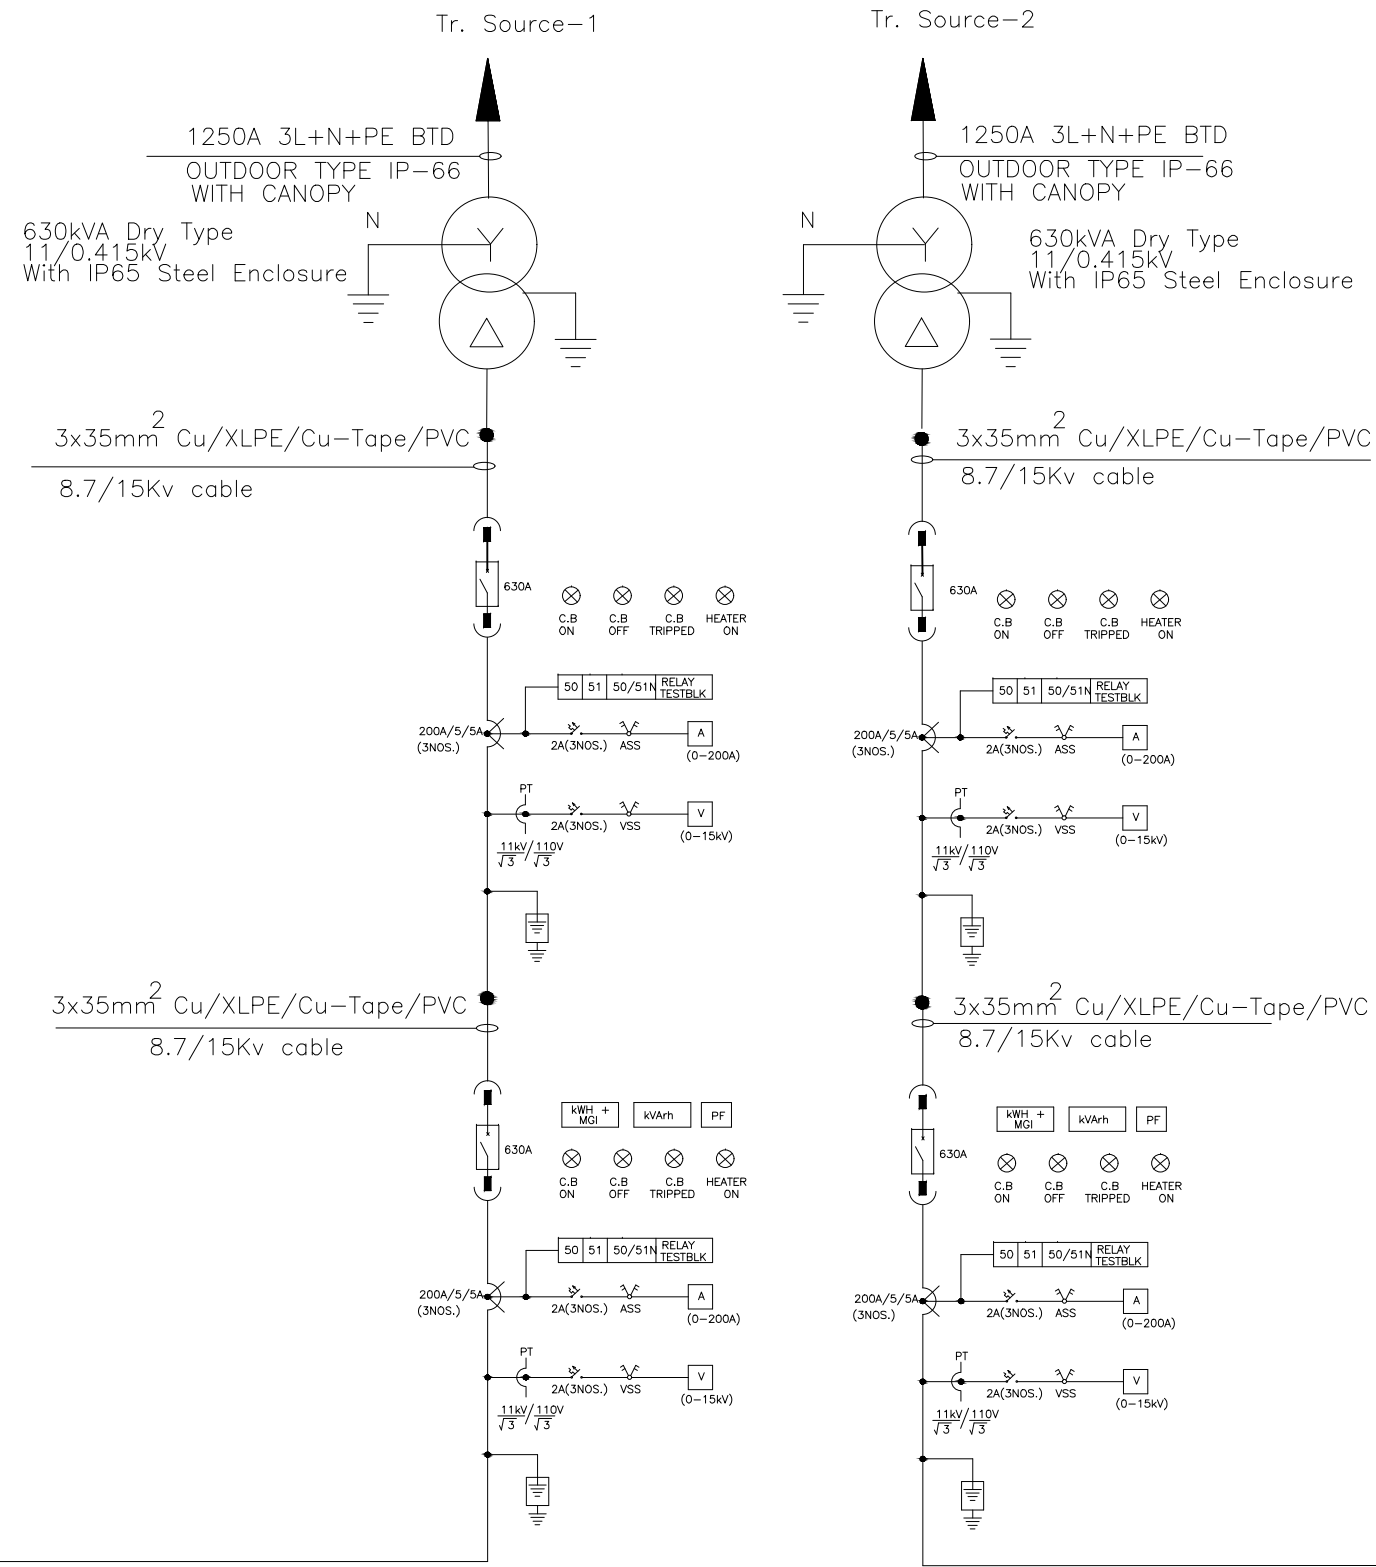 Tr. Source-1
Tr. Source-2
1250A 3L+N+PE BTD
OUTDOOR TYPE IP-66
WITH CANOPY
1250A 3L+N+PE BTD
OUTDOOR TYPE IP-66
WITH CANOPY
N
630kVA Dry Type
11/0.415kV
With IP65 Steel Enclosure
N
630kVA Dry Type
11/0.415kV
With IP65 Steel Enclosure
3x35mm² Cu/XLPE/Cu-Tape/PVC
8.7/15Kv cable
3x35mm² Cu/XLPE/Cu-Tape/PVC
8.7/15Kv cable
630A
C.B ON
C.B OFF
C.B TRIPPED
HEATER ON
50 51 50/51N RELAY TESTBLK
200A/5/5A
(3NOS.)
2A(3NOS.) ASS
A
(0-200A)
PT
2A(3NOS.) VSS
V
(0-15kV)
11kV/√3 / 110V/√3
630A
C.B ON
C.B OFF
C.B TRIPPED
HEATER ON
50 51 50/51N RELAY TESTBLK
200A/5/5A
(3NOS.)
2A(3NOS.) ASS
A
(0-200A)
PT
2A(3NOS.) VSS
V
(0-15kV)
11kV/√3 / 110V/√3
3x35mm² Cu/XLPE/Cu-Tape/PVC
8.7/15Kv cable
3x35mm² Cu/XLPE/Cu-Tape/PVC
8.7/15Kv cable
kWH + MGI
kVArh
PF
630A
C.B ON
C.B OFF
C.B TRIPPED
HEATER ON
50 51 50/51N RELAY TESTBLK
200A/5/5A
(3NOS.)
2A(3NOS.) ASS
A
(0-200A)
PT
2A(3NOS.) VSS
V
(0-15kV)
11kV/√3 / 110V/√3
kWH + MGI
kVArh
PF
630A
C.B ON
C.B OFF
C.B TRIPPED
HEATER ON
50 51 50/51N RELAY TESTBLK
200A/5/5A
(3NOS.)
2A(3NOS.) ASS
A
(0-200A)
PT
2A(3NOS.) VSS
V
(0-15kV)
11kV/√3 / 110V/√3